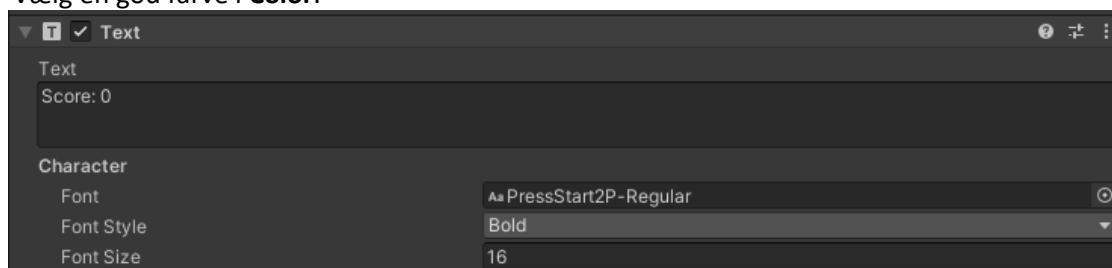 Vælg en god farve i Color.
Text
Text
Score: 0
Character
Font PressStart2P-Regular
Font Style Bold
Font Size 16